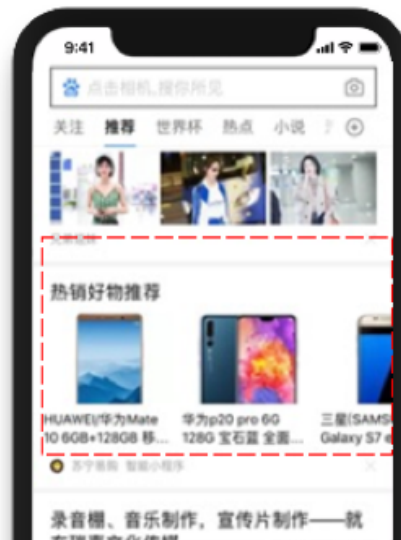 9:41
点击相机,搜你所见
关注 推荐 世界杯 热点 小说
热销好物推荐
HUAWEI/华为Mate 10 6GB+128GB 移...
华为p20 pro 6G 128G 宝石蓝 全面...
三星(SAMS Galaxy S7 e
苏宁易购 智能小程序
录音棚、音乐制作，宣传片制作——就